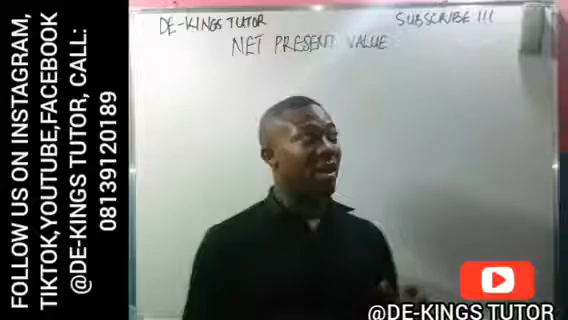 FOLLOW US ON INSTAGRAM,
TIKTOK,YOUTUBE,FACEBOOK
@DE-KINGS TUTOR, CALL:
08139120189
DE-KINGS TUTOR
SUBSCRIBE !!!
NET PRESENT VALUE
@DE-KINGS TUTOR